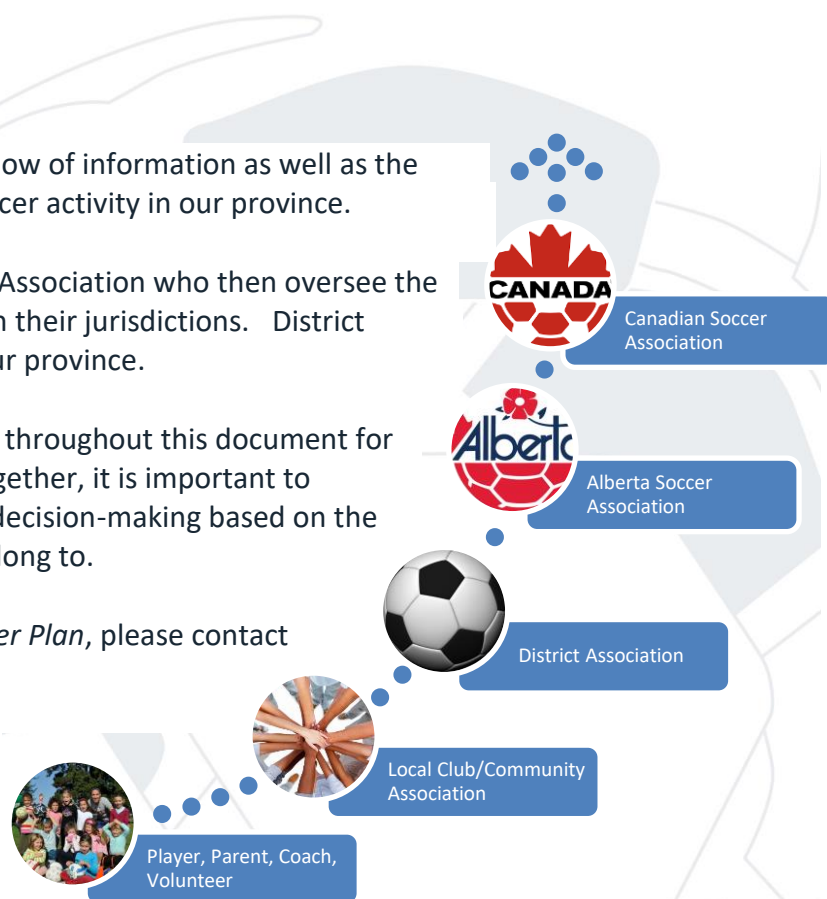 ow of information as well as the
cer activity in our province.
Association who then oversee the
their jurisdictions. District
ur province.
throughout this document for
gether, it is important to
decision-making based on the
long to.
er Plan, please contact
CANADA
Canadian Soccer
Association
Alberta
Alberta Soccer
Association
District Association
Local Club/Community
Association
Player, Parent, Coach,
Volunteer